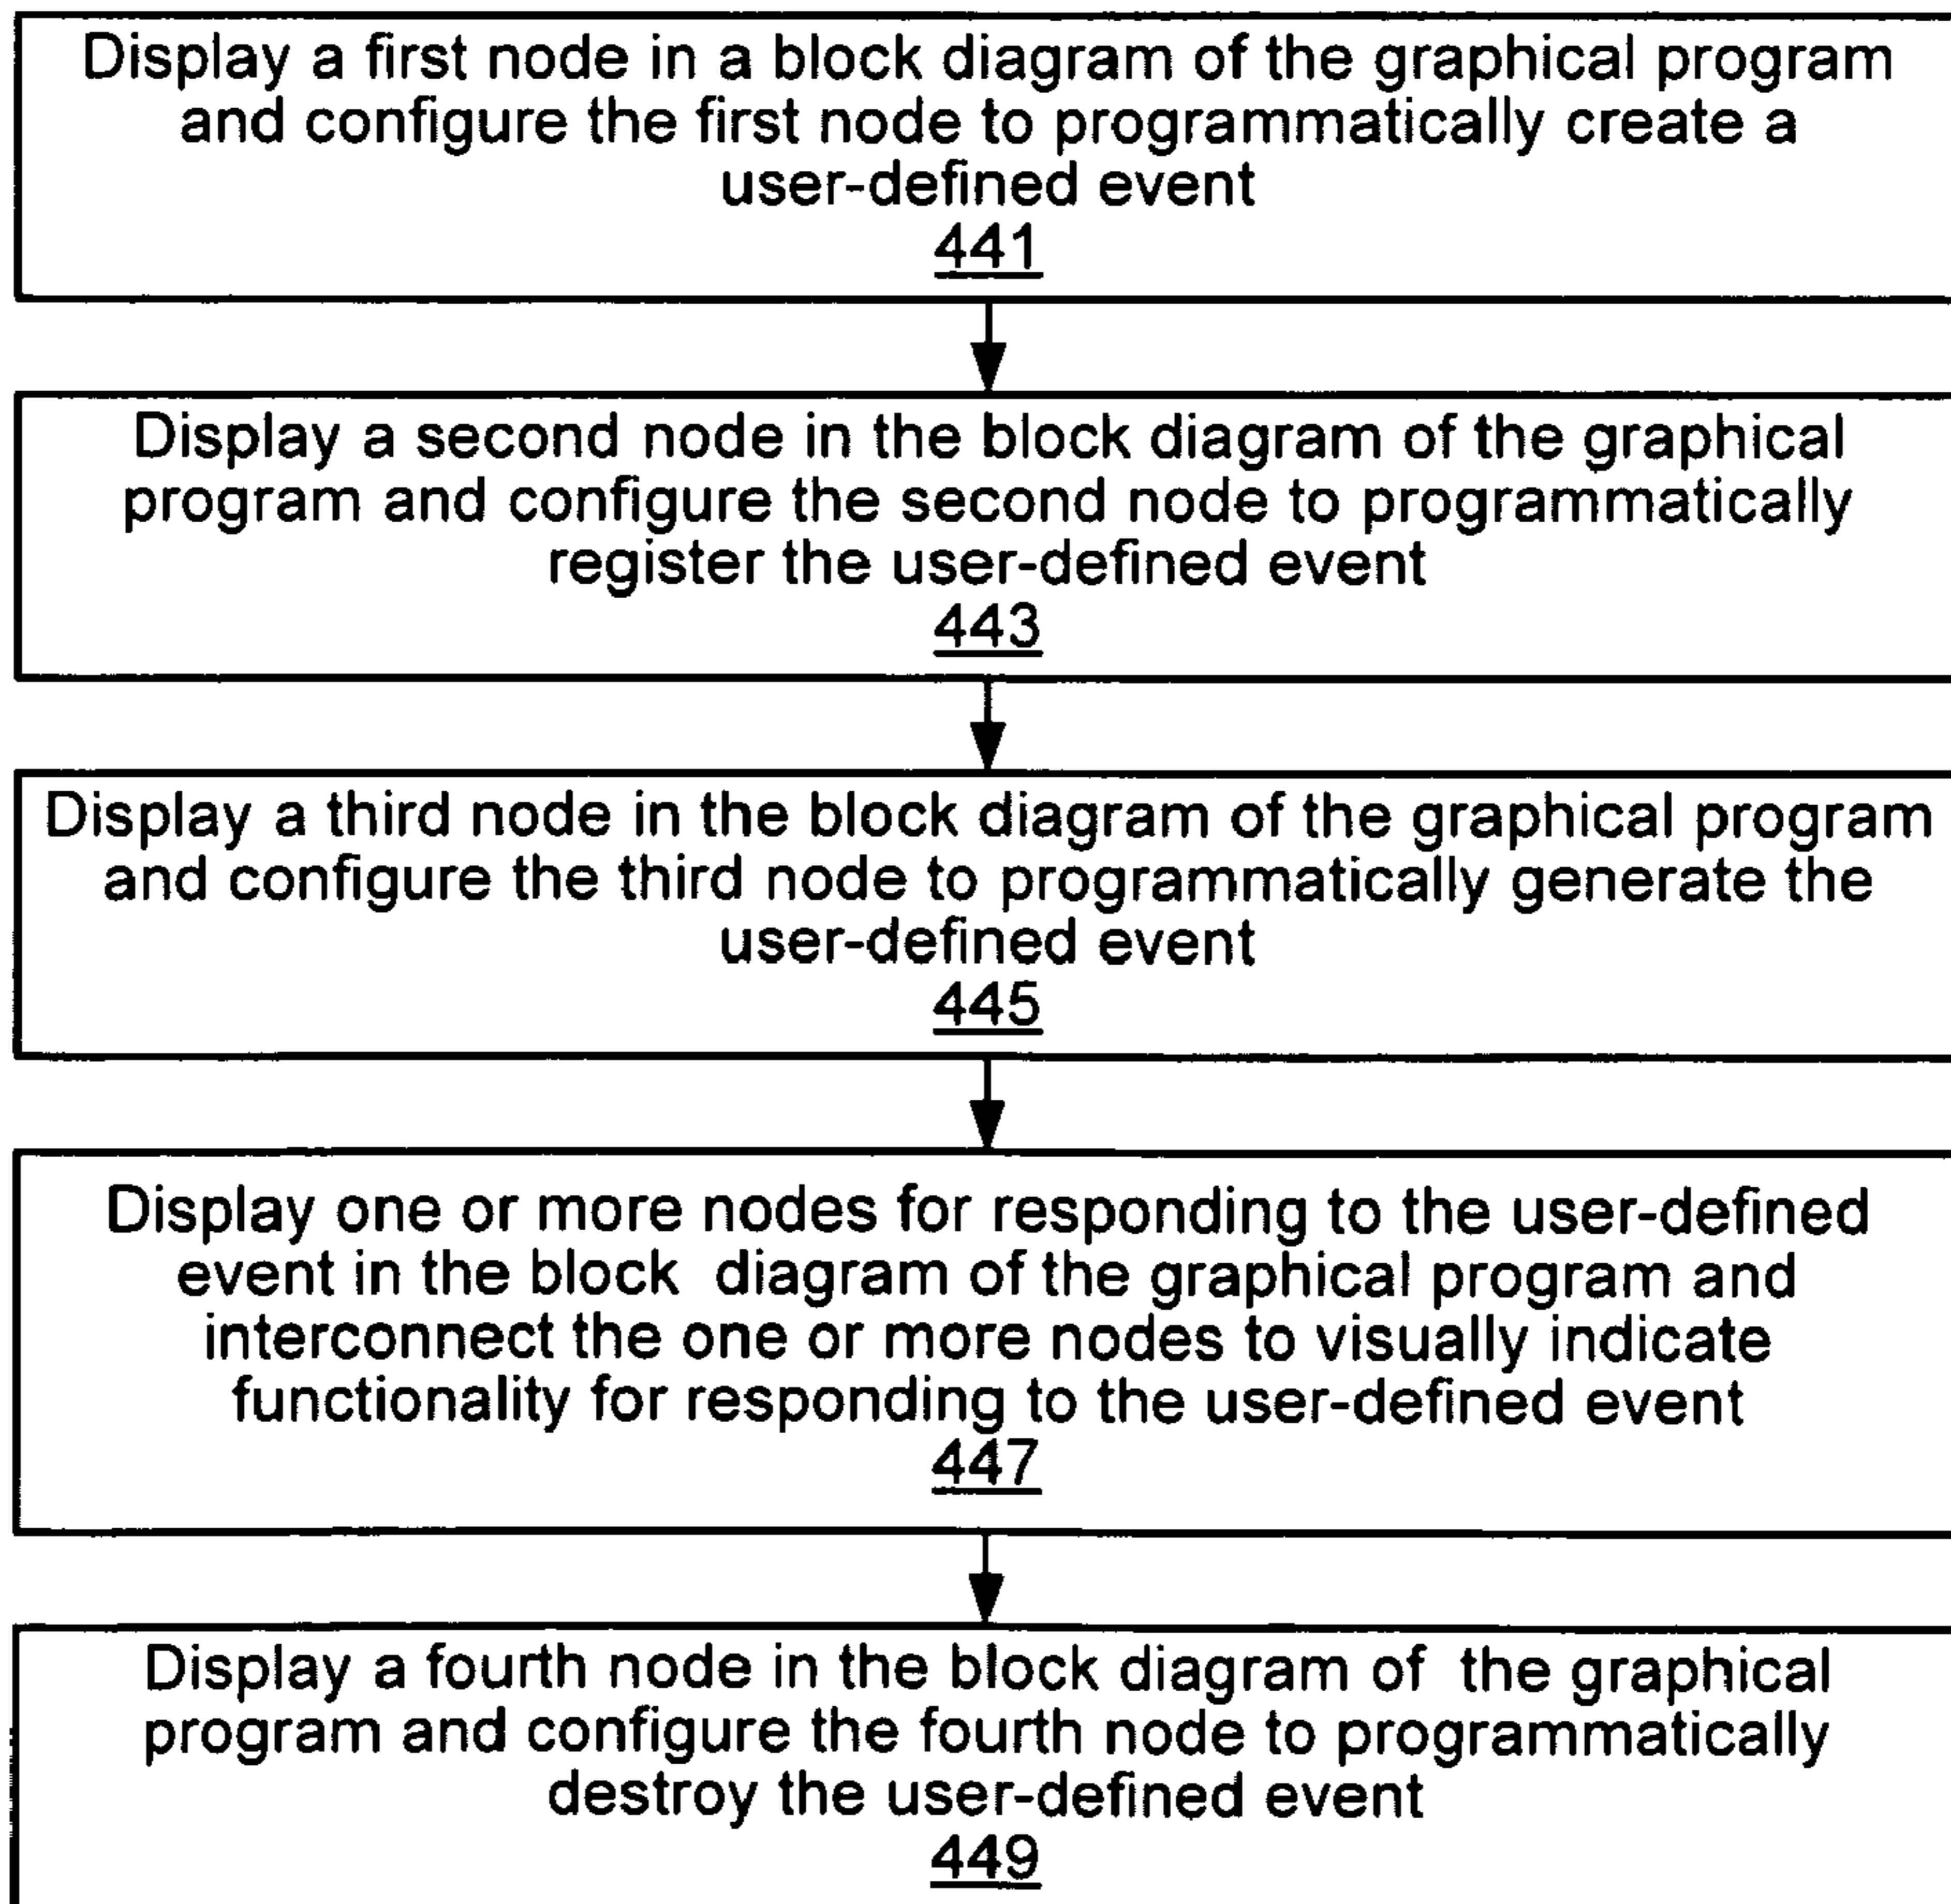 Display a first node in a block diagram of the graphical program
and configure the first node to programmatically create a
user-defined event
441
Display a second node in the block diagram of the graphical
program and configure the second node to programmatically
register the user-defined event
443
Display a third node in the block diagram of the graphical program
and configure the third node to programmatically generate the
user-defined event
445
Display one or more nodes for responding to the user-defined
event in the block diagram of the graphical program and
interconnect the one or more nodes to visually indicate
functionality for responding to the user-defined event
447
Display a fourth node in the block diagram of the graphical
program and configure the fourth node to programmatically
destroy the user-defined event
449